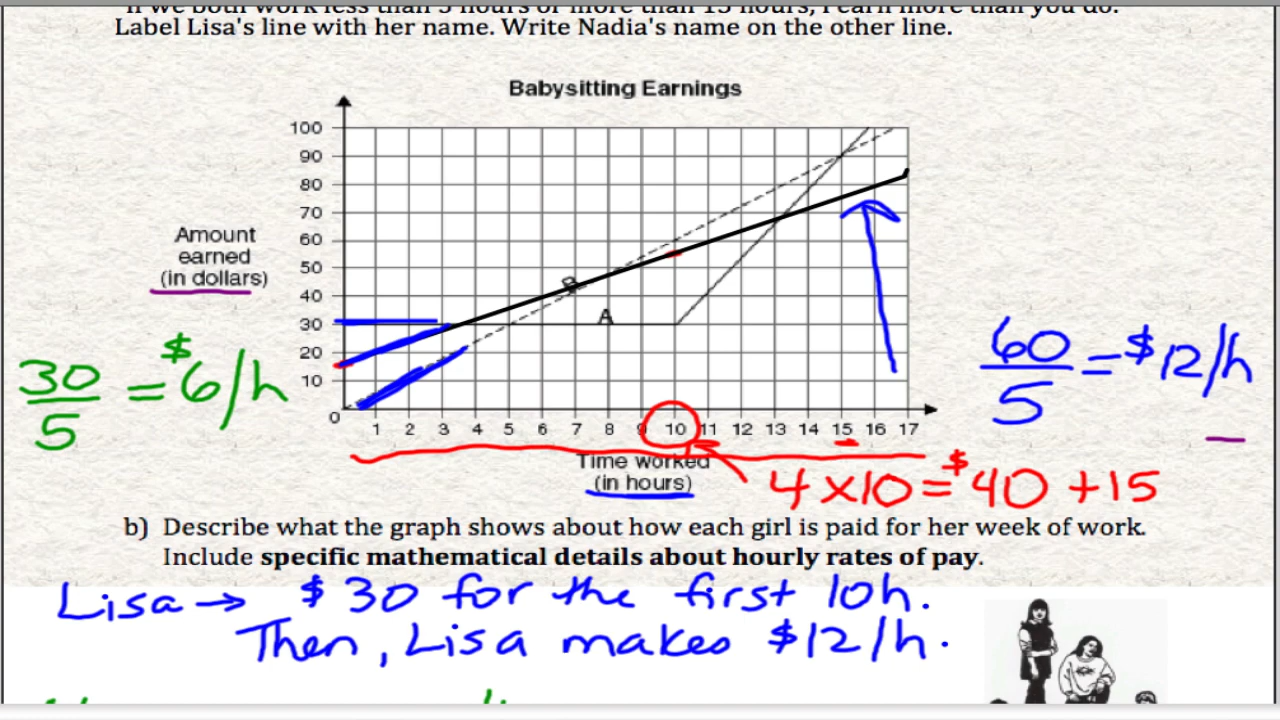 Label Lisa's line with her name. Write Nadia's name on the other line.
Babysitting Earnings
100
90
80
70
60
50
40
30
20
10
0
Amount
earned
(in dollars)
B
A
1 2 3 4 5 6 7 8 9 10 11 12 13 14 15 16 17
Time worked
(in hours)
30/5 = $6/h
60/5 = $12/h
4 x 10 = $40 + 15
b) Describe what the graph shows about how each girl is paid for her week of work.
Include specific mathematical details about hourly rates of pay.
Lisa → $30 for the first 10h.
Then, Lisa makes $12/h.